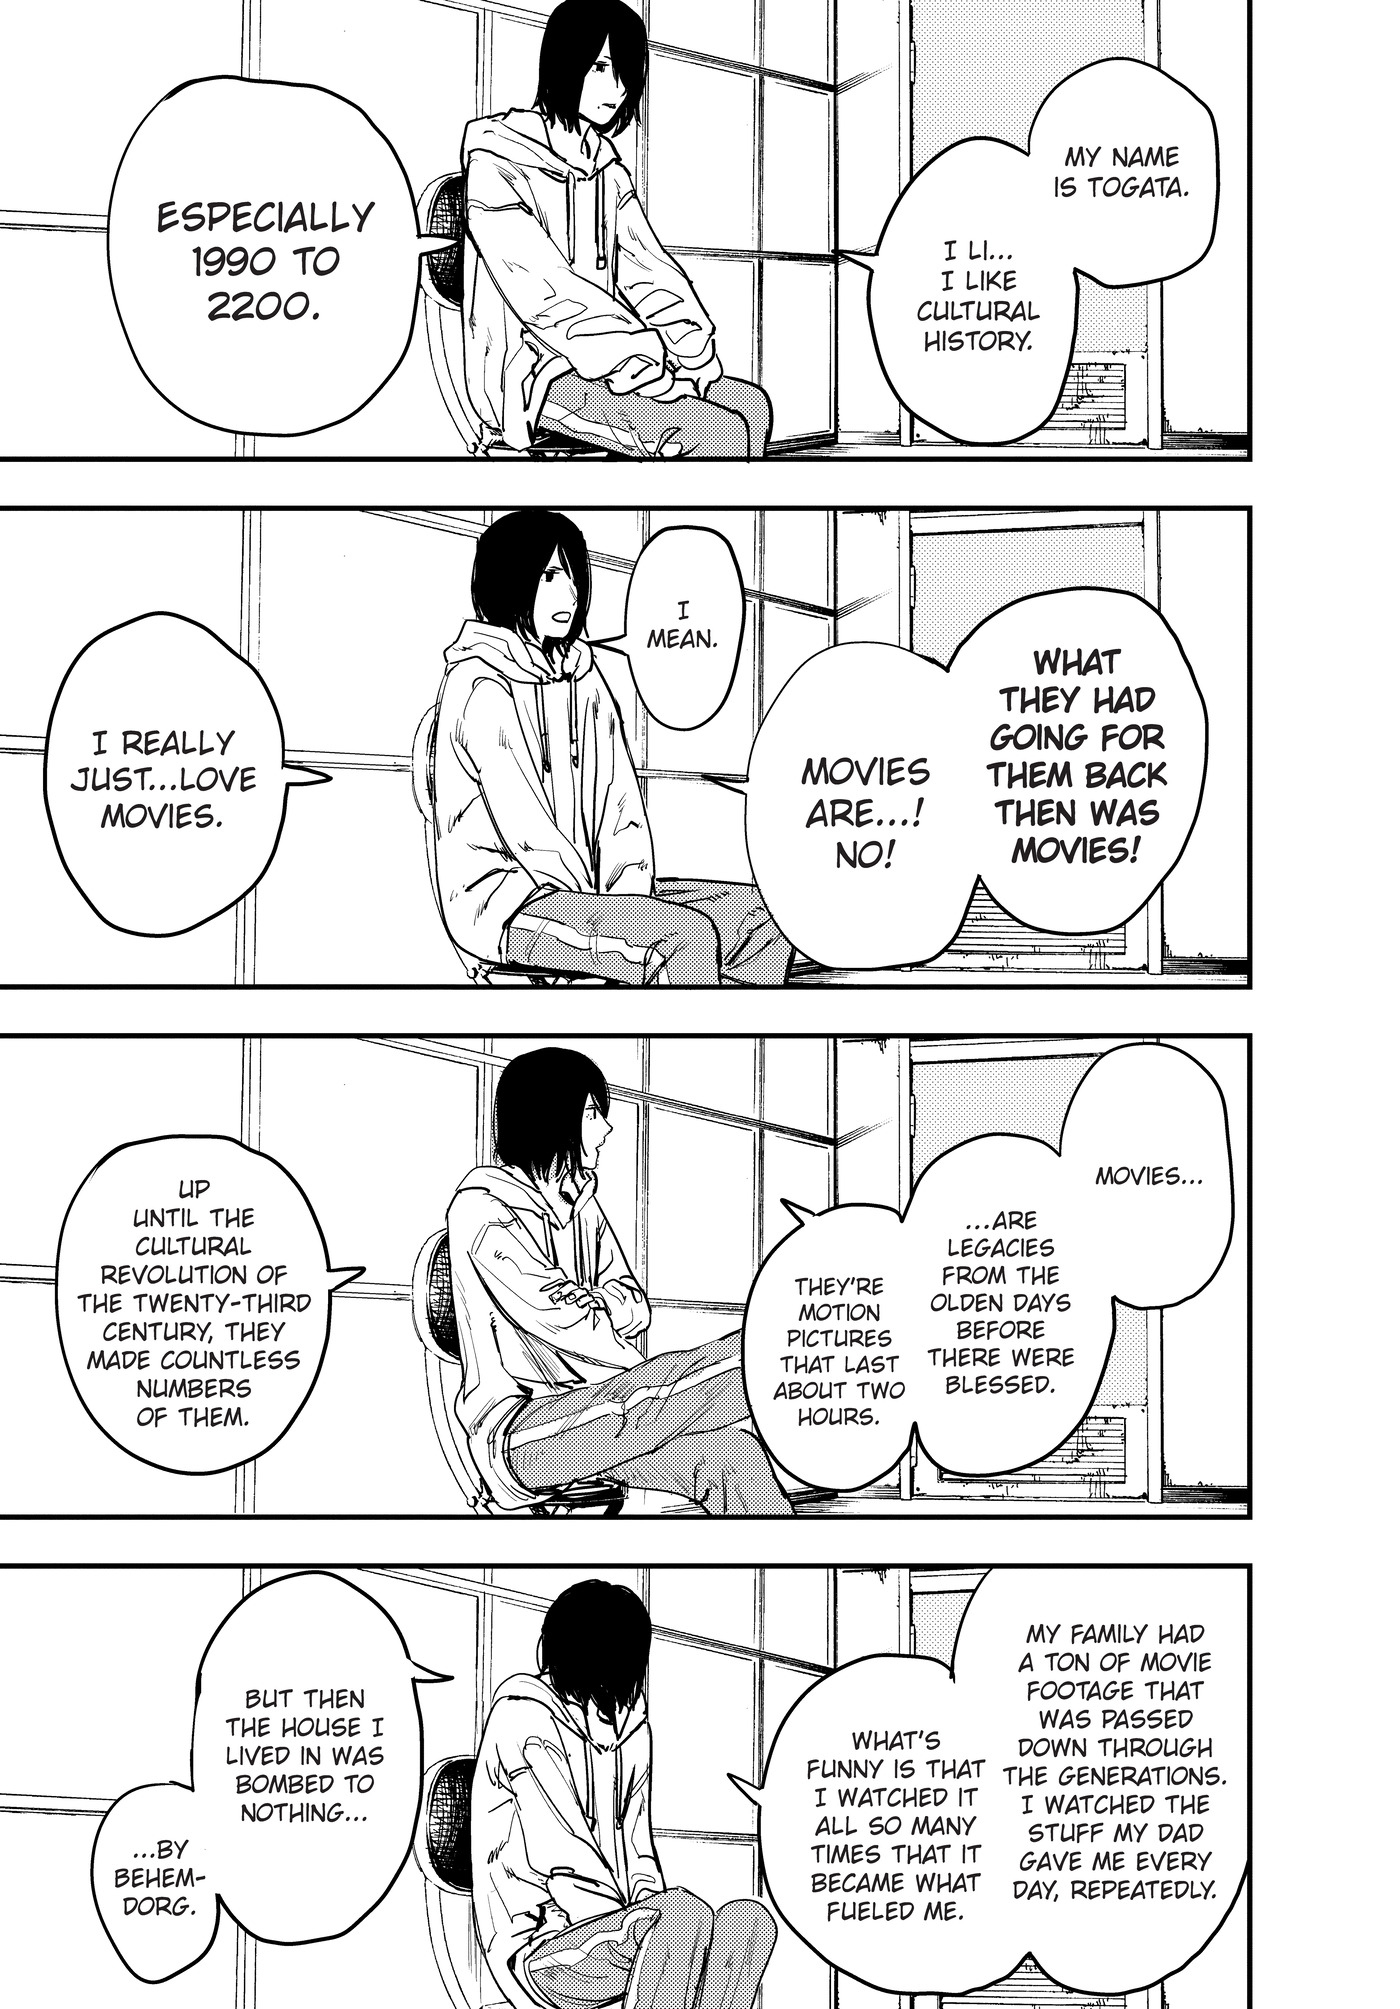 MY NAME
IS TOGATA.
I LI...
I LIKE
CULTURAL
HISTORY.
ESPECIALLY
1990 TO
2200.
WHAT
THEY HAD
GOING FOR
THEM BACK
THEN WAS
MOVIES!
MOVIES
ARE...!
NO!
I
MEAN.
I REALLY
JUST...LOVE
MOVIES.
MOVIES...
...ARE
LEGACIES
FROM THE
OLDEN DAYS
BEFORE
THERE WERE
BLESSED.
THEY'RE
MOTION
PICTURES
THAT LAST
ABOUT TWO
HOURS.
UP
UNTIL THE
CULTURAL
REVOLUTION OF
THE TWENTY-THIRD
CENTURY, THEY
MADE COUNTLESS
NUMBERS
OF THEM.
MY FAMILY HAD
A TON OF MOVIE
FOOTAGE THAT
WAS PASSED
DOWN THROUGH
THE GENERATIONS.
I WATCHED THE
STUFF MY DAD
GAVE ME EVERY
DAY, REPEATEDLY.
WHAT'S
FUNNY IS THAT
I WATCHED IT
ALL SO MANY
TIMES THAT IT
BECAME WHAT
FUELED ME.
BUT THEN
THE HOUSE I
LIVED IN WAS
BOMBED TO
NOTHING...
...BY
BEHEM-
DORG.